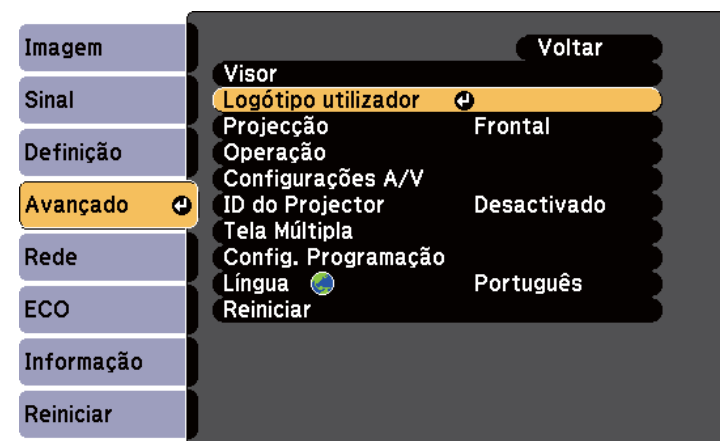 Imagem
Sinal
Definição
Avançado
Rede
ECO
Informação
Reiniciar
Voltar
Visor
Logótipo utilizador
Projecção Frontal
Operação
Configurações A/V
ID do Projector Desactivado
Tela Múltipla
Config. Programação
Língua Português
Reiniciar